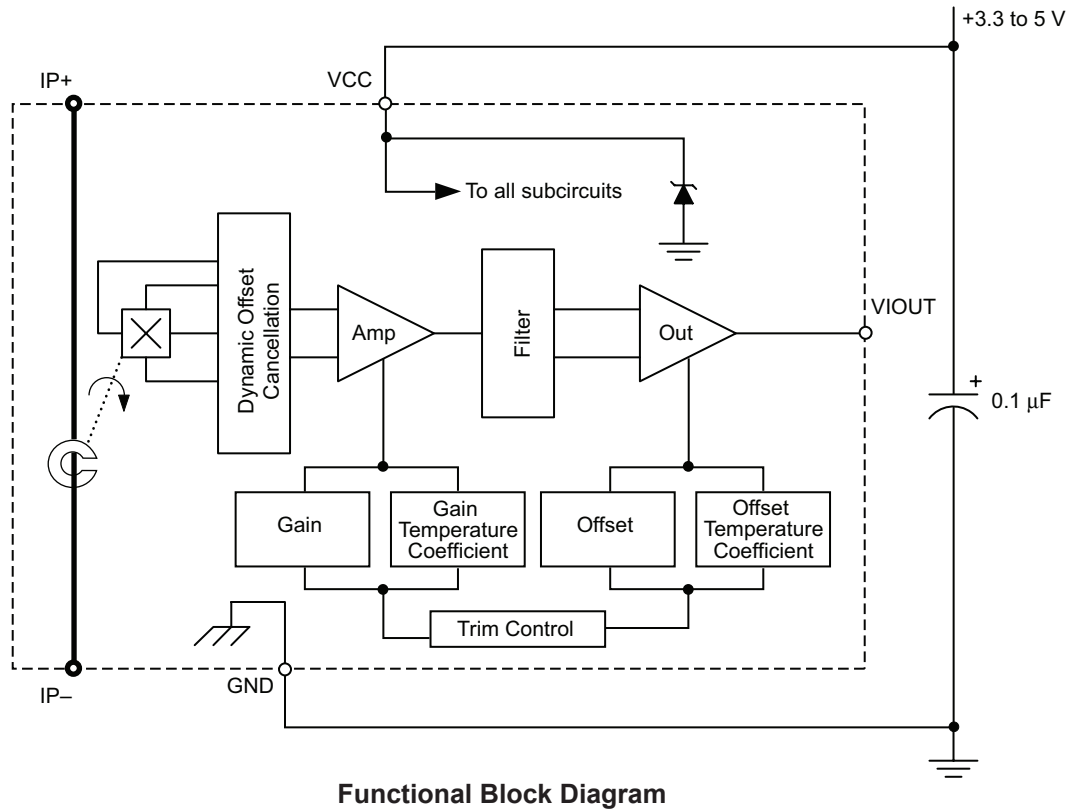 +3.3 to 5 V
IP+
VCC
To all subcircuits
Dynamic Offset
Cancellation
Amp
Filter
Out
VIOUT
+
0.1 µF
Gain
Gain
Temperature
Coefficient
Offset
Offset
Temperature
Coefficient
Trim Control
IP–
GND
Functional Block Diagram